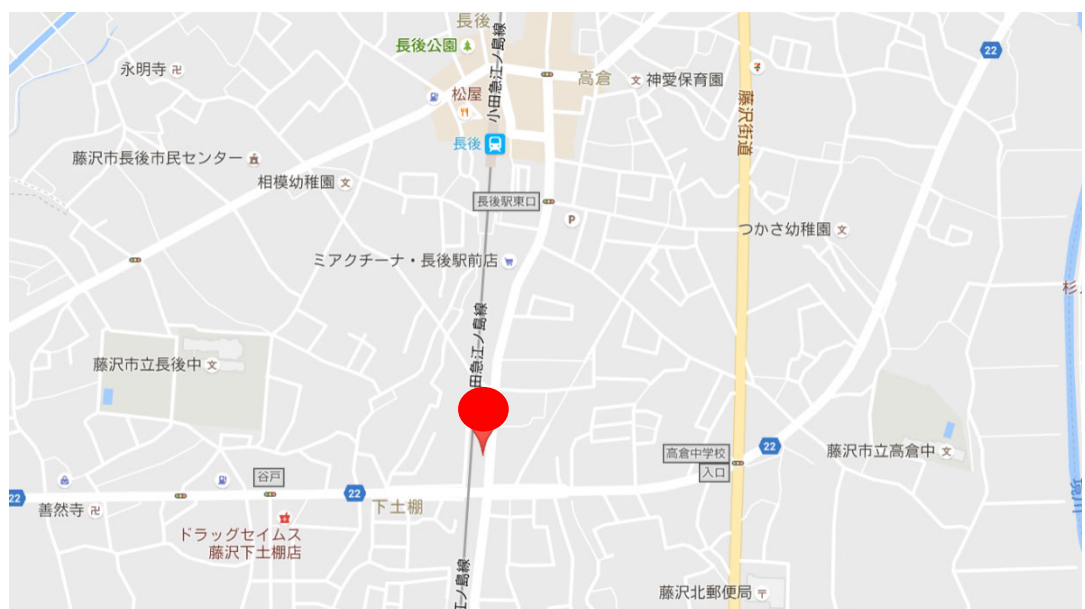 長後
長後公園
小田急江ノ島線
22
永明寺
高倉
神愛保育園
松屋
藤沢街道
長後
藤沢市長後市民センター
相模幼稚園
長後駅東口
P
つかさ幼稚園
ミアクチーナ・長後駅前店
杉
田急江ノ島線
藤沢市立長後中
高倉中学校
入口
22
藤沢市立高倉中
谷戸
22
22
下土棚
善然寺
境川
ドラッグセイムス
藤沢下土棚店
江ノ島線
藤沢北郵便局